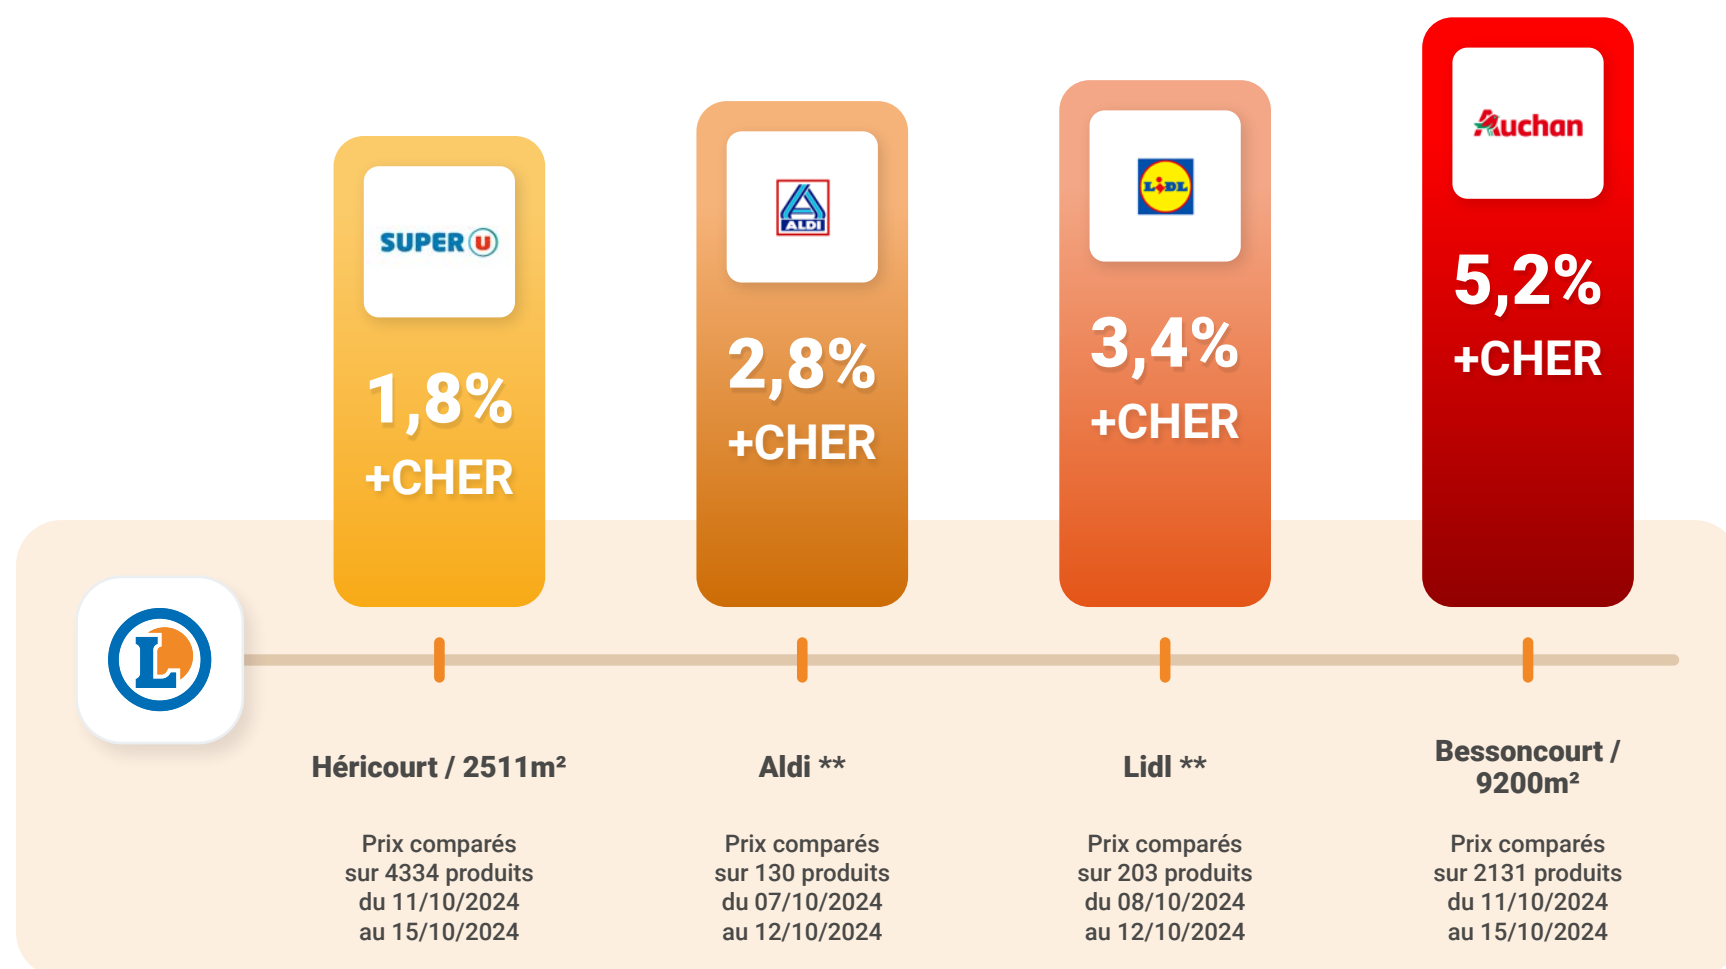 SUPER U
1,8%
+CHER
ALDI
2,8%
+CHER
LIDL
3,4%
+CHER
Auchan
5,2%
+CHER
L
Héricourt / 2511m²
Prix comparés
sur 4334 produits
du 11/10/2024
au 15/10/2024
Aldi **
Prix comparés
sur 130 produits
du 07/10/2024
au 12/10/2024
Lidl **
Prix comparés
sur 203 produits
du 08/10/2024
au 12/10/2024
Bessoncourt /
9200m²
Prix comparés
sur 2131 produits
du 11/10/2024
au 15/10/2024